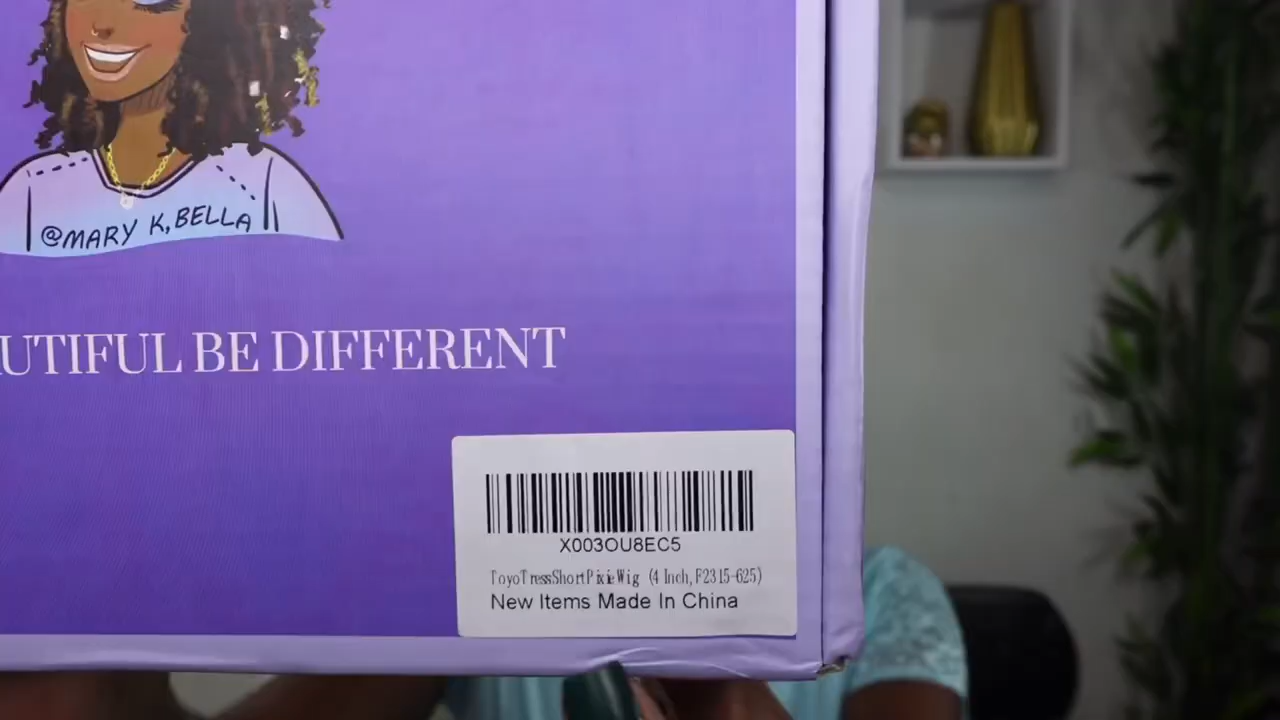 @MARY K,BELLA
UTIFUL BE DIFFERENT
X003OU8EC5
ToyoTressShortPixieWig (4 Inch, F2315-625)
New Items Made In China